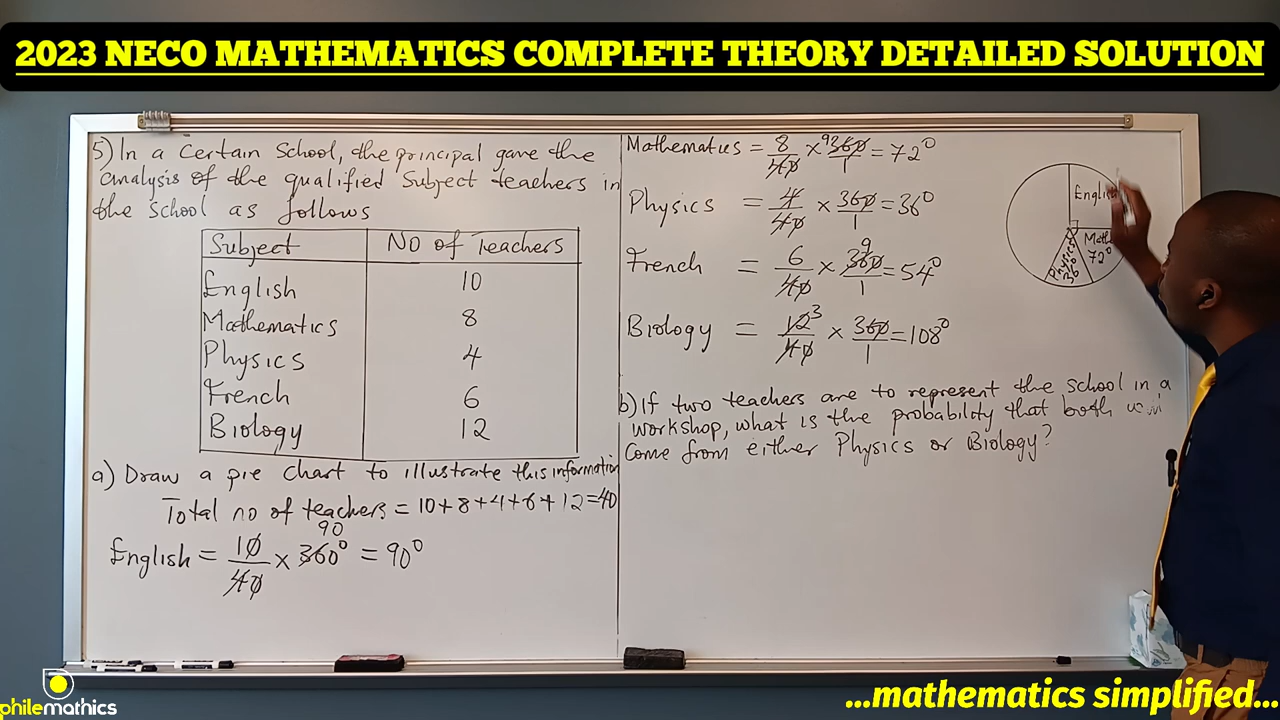 2023 NECO MATHEMATICS COMPLETE THEORY DETAILED SOLUTION
5) In a Certain School, the principal gave the
analysis of the qualified Subject teachers in
the School as follows
Subject No of Teachers
English 10
Mathematics 8
Physics 4
French 6
Biology 12
a) Draw a pie chart to illustrate this information
Total no of teachers = 10+8+4+6+12=40
90
English = 10/40 × 360° = 90°
Mathematics = 8/40 × 9 360/1 = 72°
Physics = 4/40 × 360/1 = 36°
9
French = 6/40 × 360/1 = 54°
Biology = 12 3/40 × 360/1 = 108°
English
Math
72°
Physics
36°
b) If two teachers are to represent the school in a
workshop, what is the probability that both
Come from either Physics or Biology?
philemathics
...mathematics simplified...